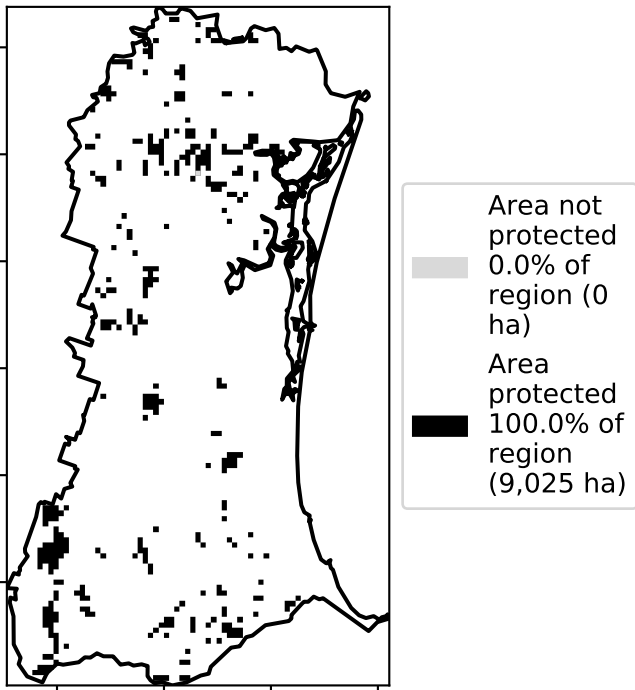 Area not
protected
0.0% of
region (0
ha)
Area
protected
100.0% of
region
(9,025 ha)